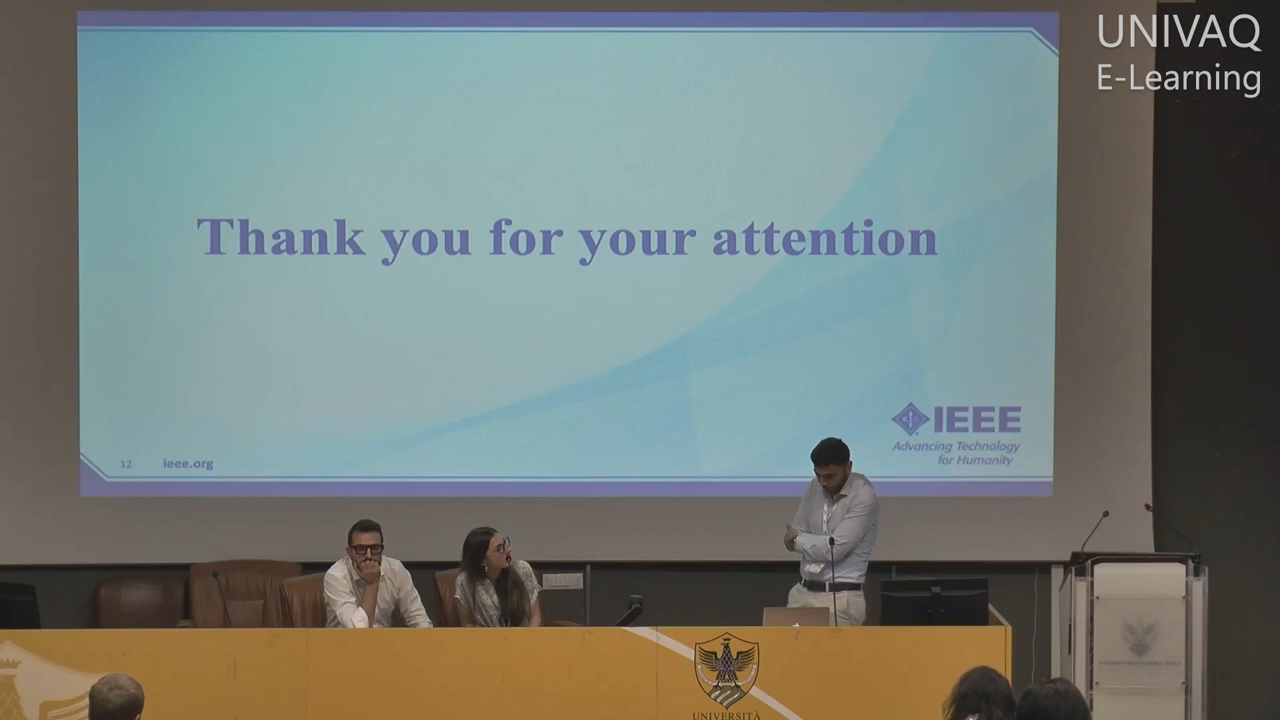 UNIVAQ
E-Learning
Thank you for your attention
IEEE
Advancing Technology
for Humanity
12 ieee.org
UNIVERSITÀ